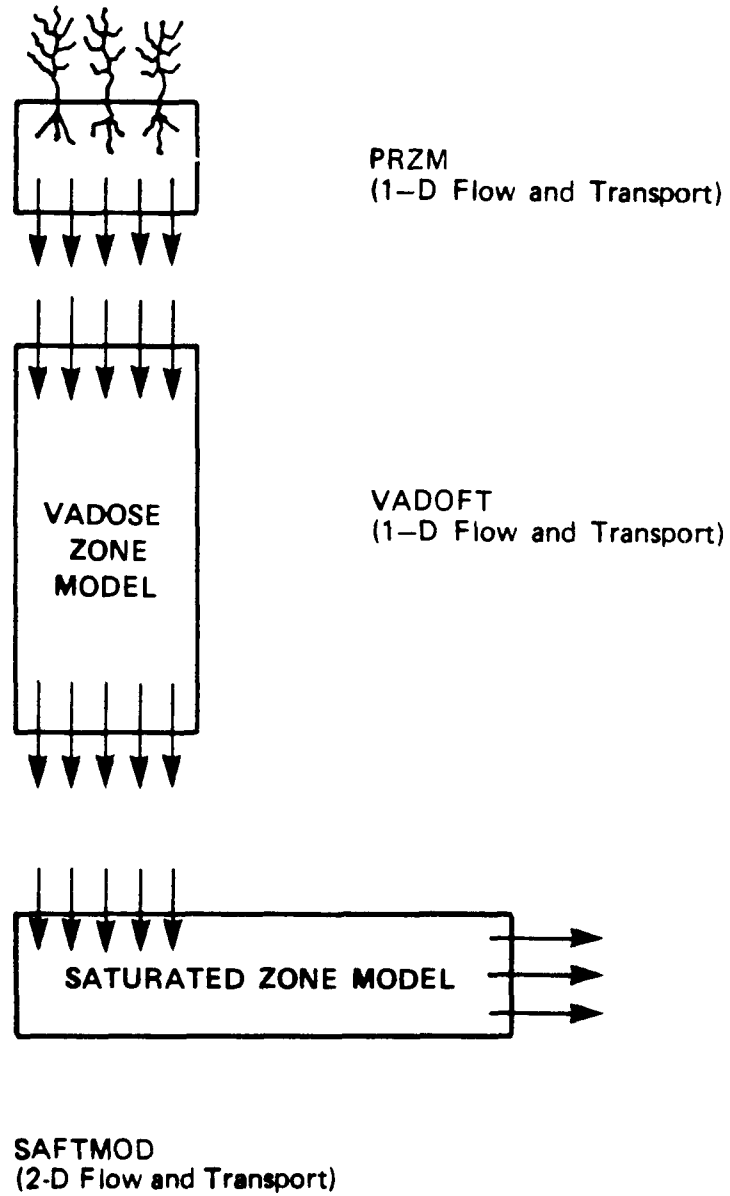 PRZM
(1–D Flow and Transport)
VADOSE
ZONE
MODEL
VADOFT
(1–D Flow and Transport)
SATURATED ZONE MODEL
SAFTMOD
(2-D Flow and Transport)